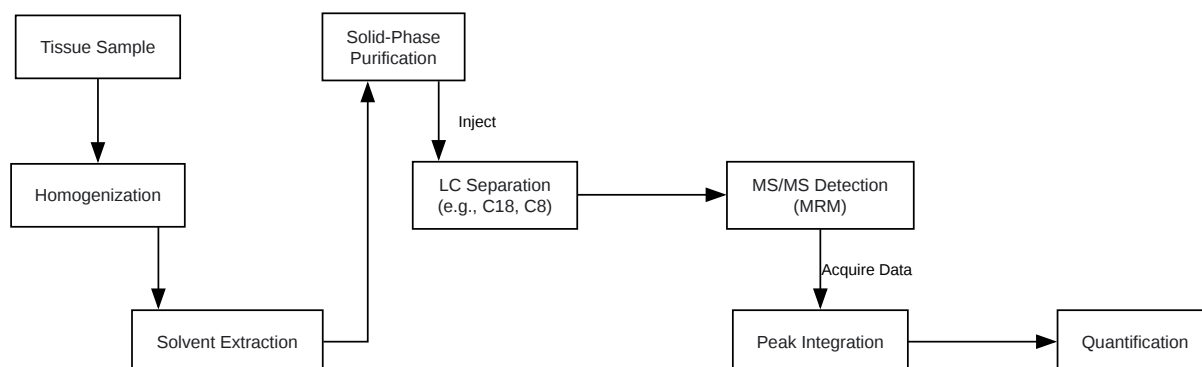 Tissue Sample
Homogenization
Solvent Extraction
Solid-Phase
Purification
Inject
LC Separation
(e.g., C18, C8)
MS/MS Detection
(MRM)
Acquire Data
Peak Integration
Quantification